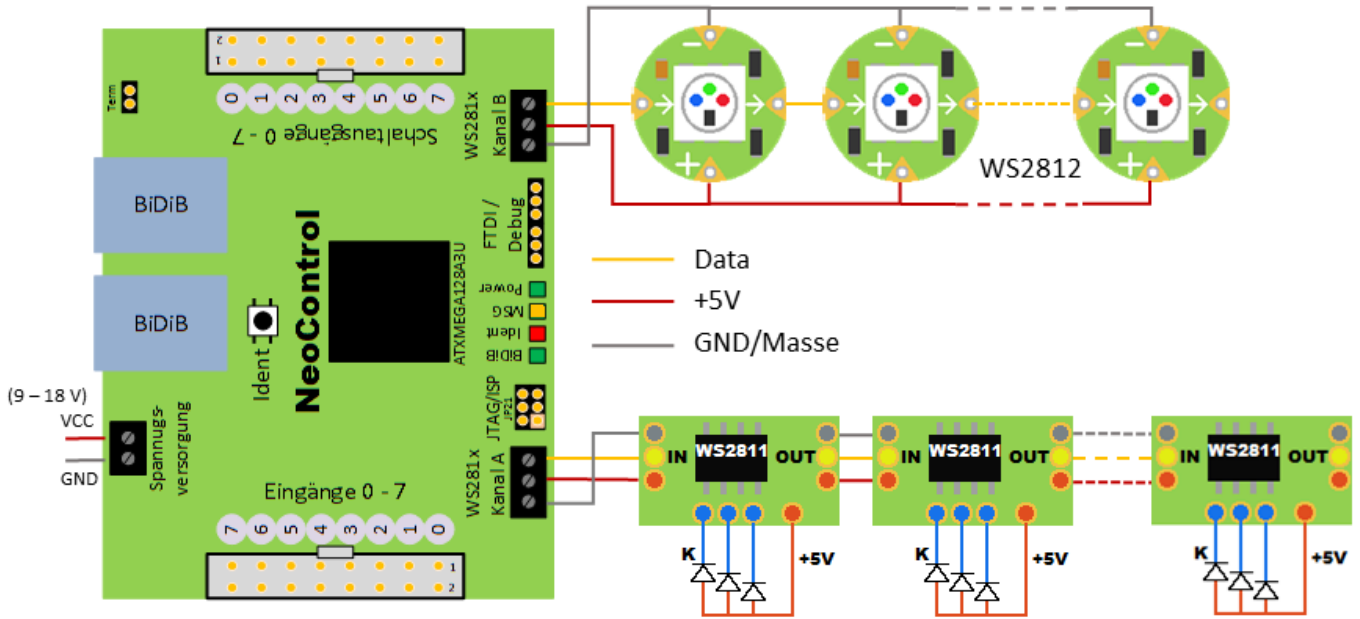 2
1
0 1 2 3 4 5 6 7
Schaltausgänge 0 - 7
Term
WS281x
Kanal B
BiDiB
BiDiB
FTDI /
Debug
NeoControl
ATXMEGA128A3U
Power
MSG
Ident
BiDiB
Ident
JTAG/ISP
JP21
(9 – 18 V)
VCC
GND
Spannugs-
versorgung
WS281x
Kanal A
Eingänge 0 - 7
7 6 5 4 3 2 1 0
1
2
WS2812
Data
+5V
GND/Masse
IN WS2811 OUT
IN WS2811 OUT
IN WS2811 OUT
K +5V
K +5V
K +5V